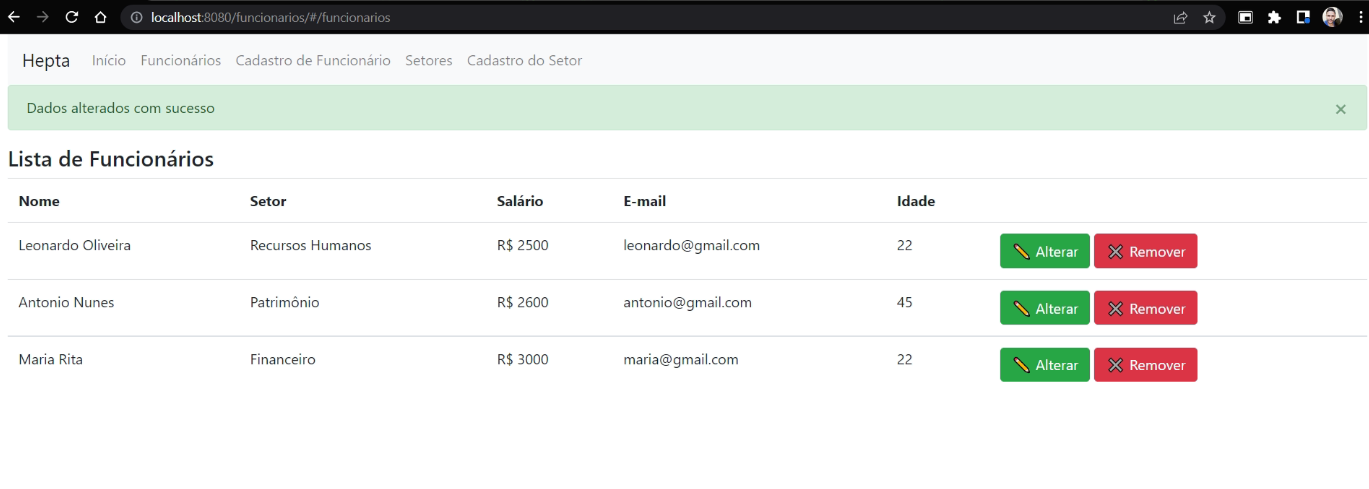 localhost:8080/funcionarios/#/funcionarios
Hepta Início Funcionários Cadastro de Funcionário Setores Cadastro do Setor
Dados alterados com sucesso ×
Lista de Funcionários
Nome Setor Salário E-mail Idade
Leonardo Oliveira Recursos Humanos R$ 2500 leonardo@gmail.com 22 Alterar Remover
Antonio Nunes Patrimônio R$ 2600 antonio@gmail.com 45 Alterar Remover
Maria Rita Financeiro R$ 3000 maria@gmail.com 22 Alterar Remover